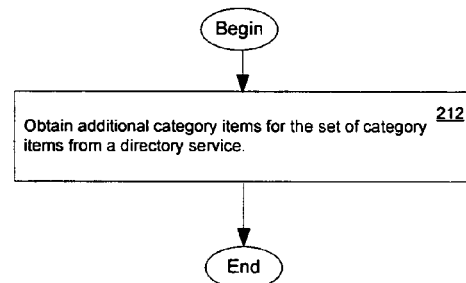 Begin
212
Obtain additional category items for the set of category
items from a directory service.
End